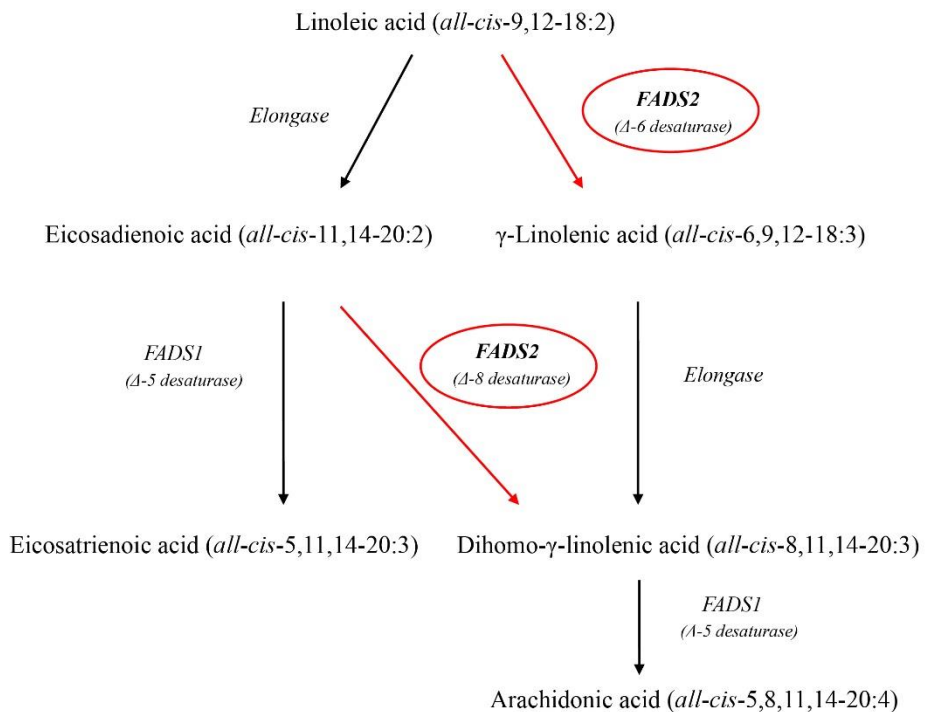 Linoleic acid (all-cis-9,12-18:2)
Elongase
FADS2
(Δ-6 desaturase)
Eicosadienoic acid (all-cis-11,14-20:2)
γ-Linolenic acid (all-cis-6,9,12-18:3)
FADS1
(Δ-5 desaturase)
FADS2
(Δ-8 desaturase)
Elongase
Eicosatrienoic acid (all-cis-5,11,14-20:3)
Dihomo-γ-linolenic acid (all-cis-8,11,14-20:3)
FADS1
(Δ-5 desaturase)
Arachidonic acid (all-cis-5,8,11,14-20:4)